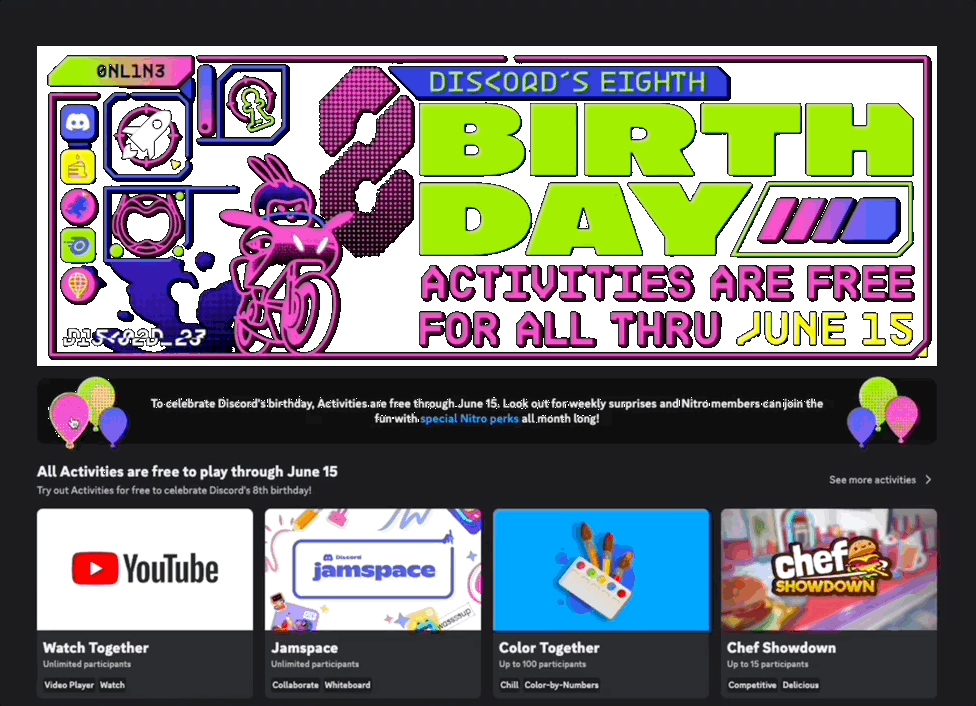 0NL1N3
DIS<ORD'S EIGHTH
BIRTH
DAY
ACTIVITIES ARE FREE
FOR ALL THRU JUNE 15
D15<02D_23
To celebrate Discord's birthday, Activities are free through June 15. Look out for weekly surprises and Nitro members can join the
fun with special Nitro perks all month long!
All Activities are free to play through June 15
Try out Activities for free to celebrate Discord's 8th birthday!
See more activities
YouTube
Discord
jamspace
wasssup
chef
SHOWDOWN
Watch Together
Unlimited participants
Video Player Watch
Jamspace
Unlimited participants
Collaborate Whiteboard
Color Together
Up to 100 participants
Chill Color-by-Numbers
Chef Showdown
Up to 15 participants
Competitive Delicious